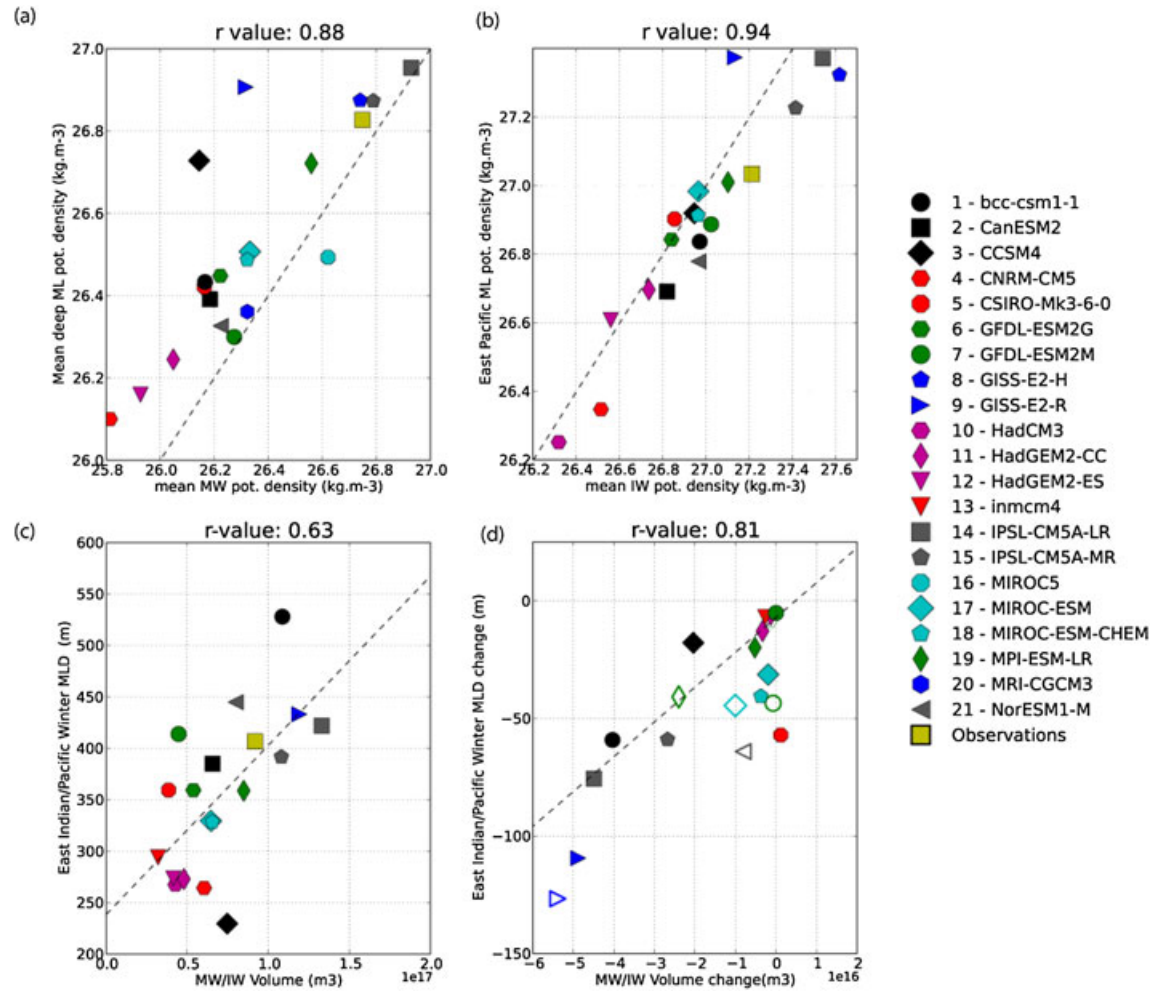 (a)
r value: 0.88
Mean deep ML pot. density (kg.m-3)
27.0
26.8
26.6
26.4
26.2
26.0
25.8 26.0 26.2 26.4 26.6 26.8 27.0
mean MW pot. density (kg.m-3)
(b)
r value: 0.94
East Pacific ML pot. density (kg.m-3)
27.2
27.0
26.8
26.6
26.4
26.2
26.2 26.4 26.6 26.8 27.0 27.2 27.4 27.6
mean IW pot. density (kg.m-3)
(c)
r-value: 0.63
East Indian/Pacific Winter MLD (m)
600
550
500
450
400
350
300
250
200
0.0 0.5 1.0 1.5 2.0
1e17
MW/IW Volume (m3)
(d)
r-value: 0.81
East Indian/Pacific Winter MLD change (m)
0
−50
−100
−150
−6 −5 −4 −3 −2 −1 0 1 2
1e16
MW/IW Volume change(m3)
1 - bcc-csm1-1
2 - CanESM2
3 - CCSM4
4 - CNRM-CM5
5 - CSIRO-Mk3-6-0
6 - GFDL-ESM2G
7 - GFDL-ESM2M
8 - GISS-E2-H
9 - GISS-E2-R
10 - HadCM3
11 - HadGEM2-CC
12 - HadGEM2-ES
13 - inmcm4
14 - IPSL-CM5A-LR
15 - IPSL-CM5A-MR
16 - MIROC5
17 - MIROC-ESM
18 - MIROC-ESM-CHEM
19 - MPI-ESM-LR
20 - MRI-CGCM3
21 - NorESM1-M
Observations